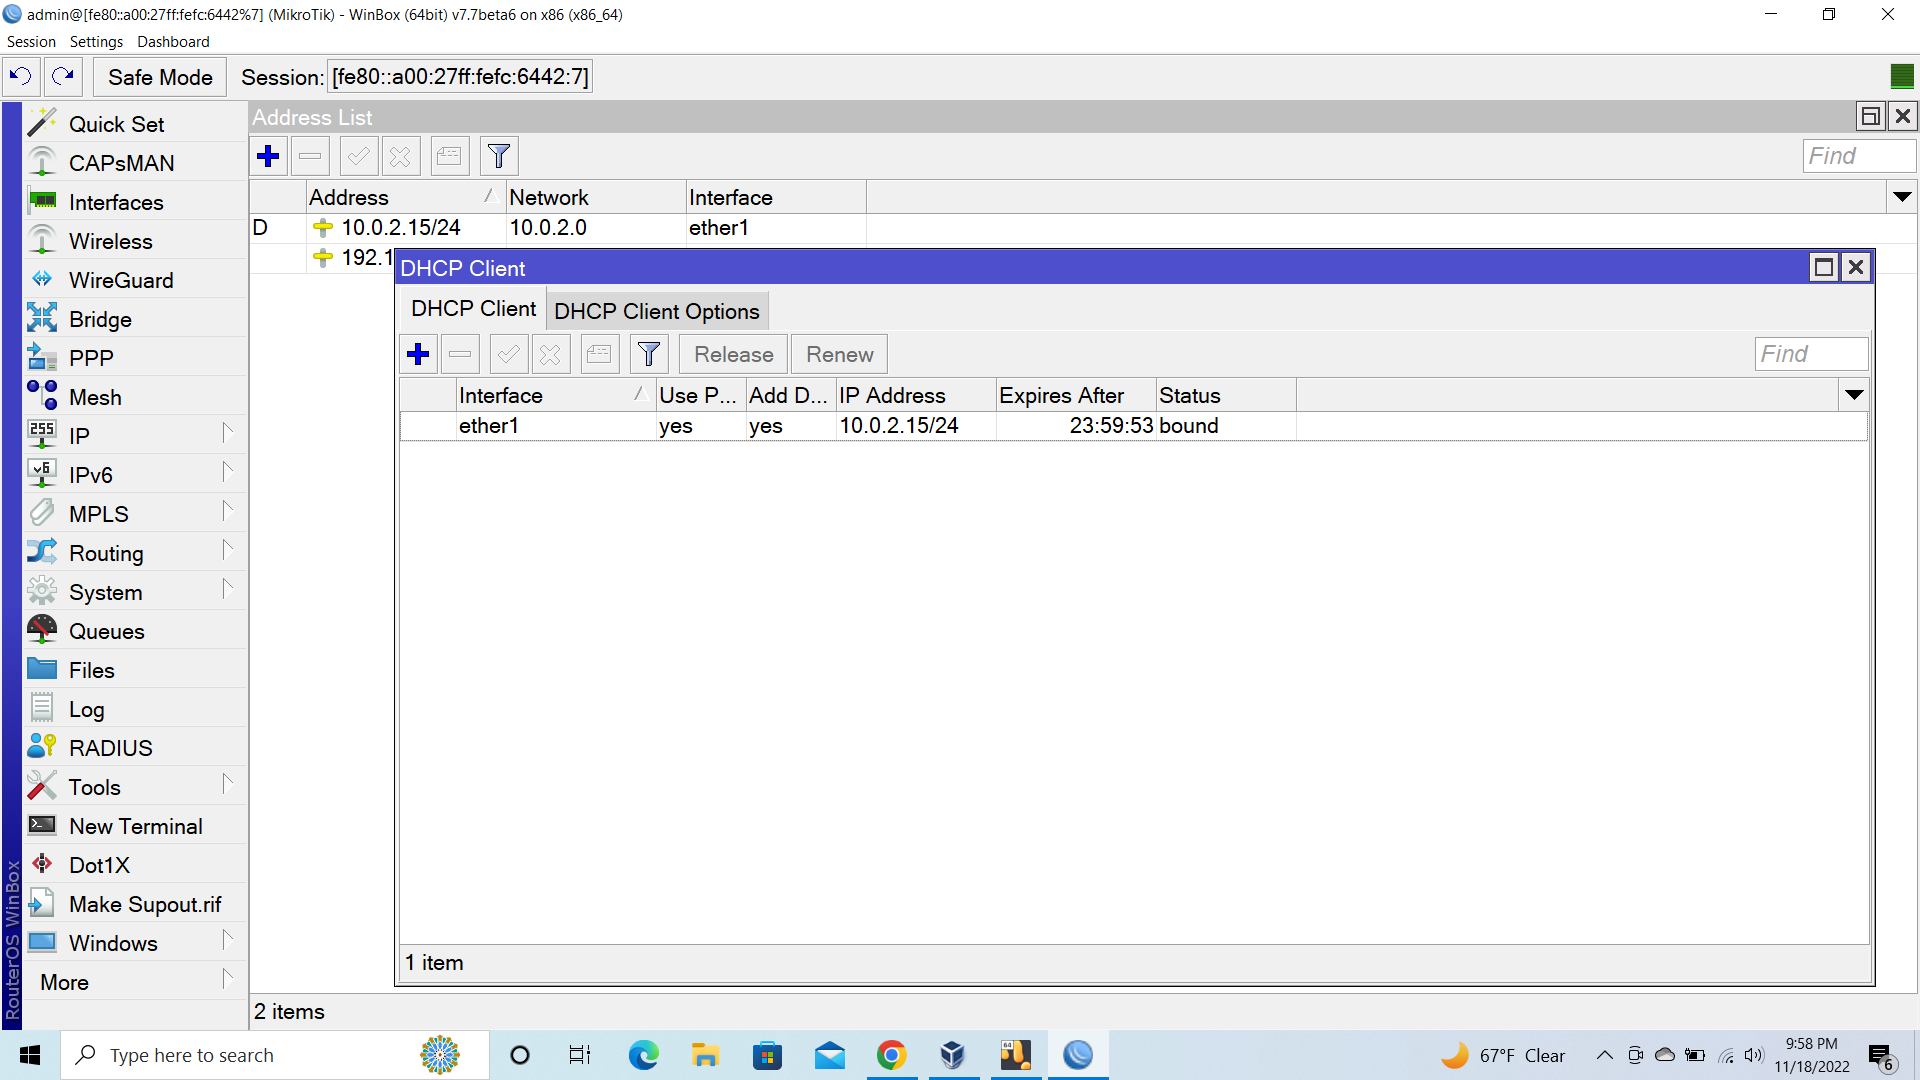 admin@[fe80::a00:27ff:fefc:6442%7] (MikroTik) - WinBox (64bit) v7.7beta6 on x86 (x86_64)
Session Settings Dashboard
Safe Mode Session: [fe80::a00:27ff:fefc:6442:7]
Address List
Find
Address Network Interface
D 10.0.2.15/24 10.0.2.0 ether1
192.1
DHCP Client
DHCP Client DHCP Client Options
Release Renew Find
Interface Use P... Add D... IP Address Expires After Status
ether1 yes yes 10.0.2.15/24 23:59:53 bound
1 item
2 items
Quick Set
CAPsMAN
Interfaces
Wireless
WireGuard
Bridge
PPP
Mesh
255 IP
v6 IPv6
MPLS
Routing
System
Queues
Files
Log
RADIUS
Tools
New Terminal
Dot1X
Make Supout.rif
Windows
More
RouterOS WinBox
Type here to search
64
67°F Clear
9:58 PM
11/18/2022
6